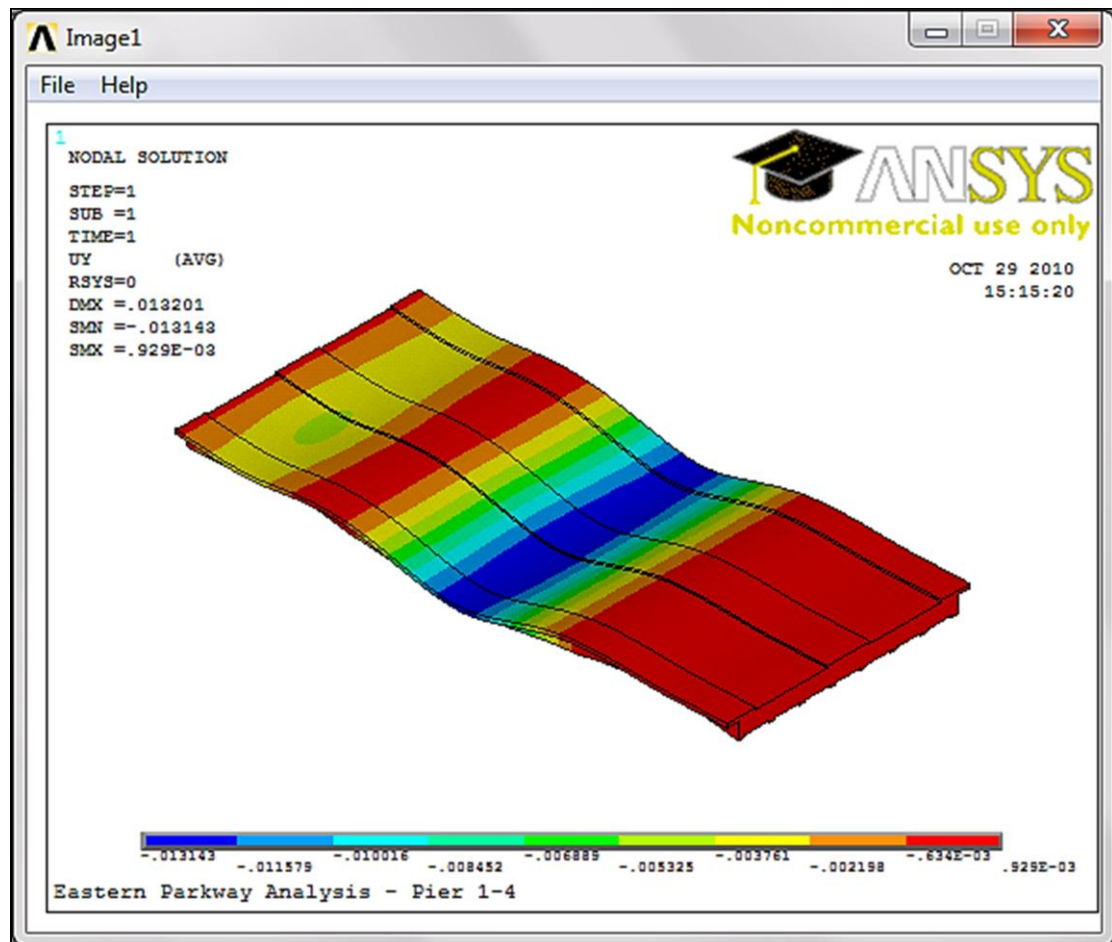 Image1
File Help
1
NODAL SOLUTION
STEP=1
SUB =1
TIME=1
UY (AVG)
RSYS=0
DMX =.013201
SMN =-.013143
SMX =.929E-03
ANSYS
Noncommercial use only
OCT 29 2010
15:15:20
-.013143 -.010016 -.006889 -.003761 -.634E-03
-.011579 -.008452 -.005325 -.002198 .929E-03
Eastern Parkway Analysis - Pier 1-4